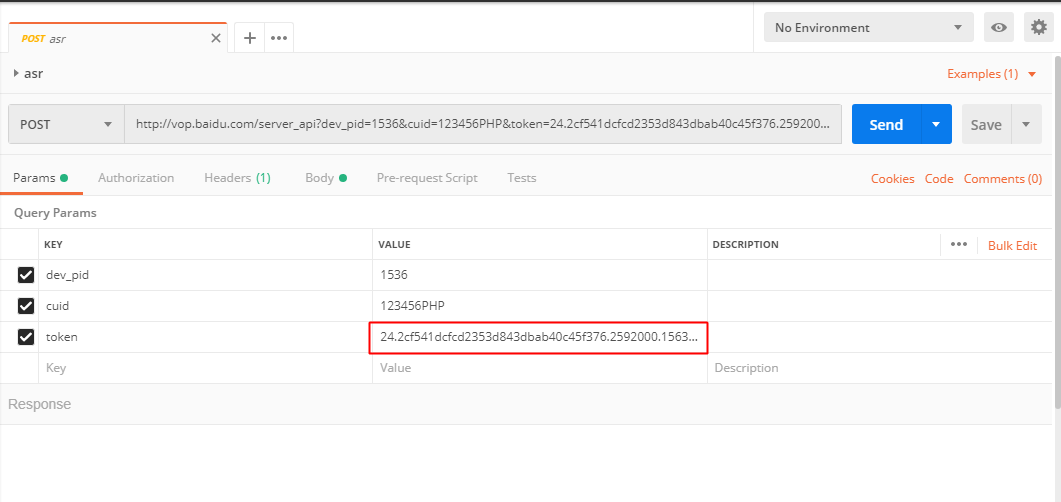 POST asr
No Environment
asr
Examples (1)
POST http://vop.baidu.com/server_api?dev_pid=1536&cuid=123456PHP&token=24.2cf541dcfcd2353d843dbab40c45f376.259200... Send Save
Params Authorization Headers (1) Body Pre-request Script Tests Cookies Code Comments (0)
Query Params
KEY VALUE DESCRIPTION Bulk Edit
dev_pid 1536
cuid 123456PHP
token 24.2cf541dcfcd2353d843dbab40c45f376.2592000.1563...
Key Value Description
Response